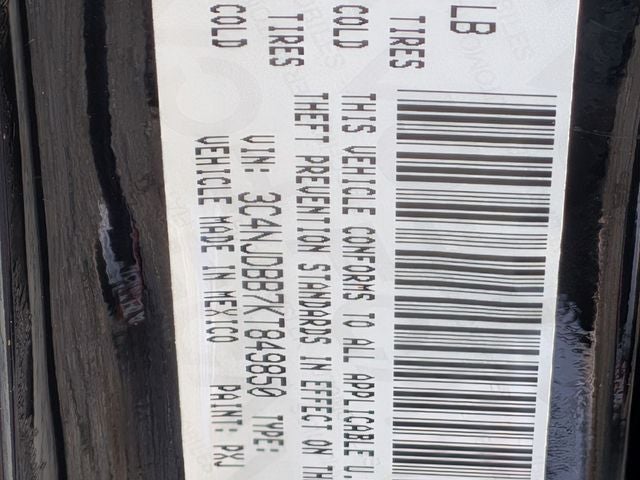 LB
TIRES
COLD
TIRES
COLD
THIS VEHICLE COFORMS TO ALL APPLICABLE U.
THEFT PREVENTION STANDARDS IN EFFECT ON TH
VIN: 3C4NJDBB7KT849850 TYPE:
VEHICLE MADE IN MEXICO PAINT: PXJ